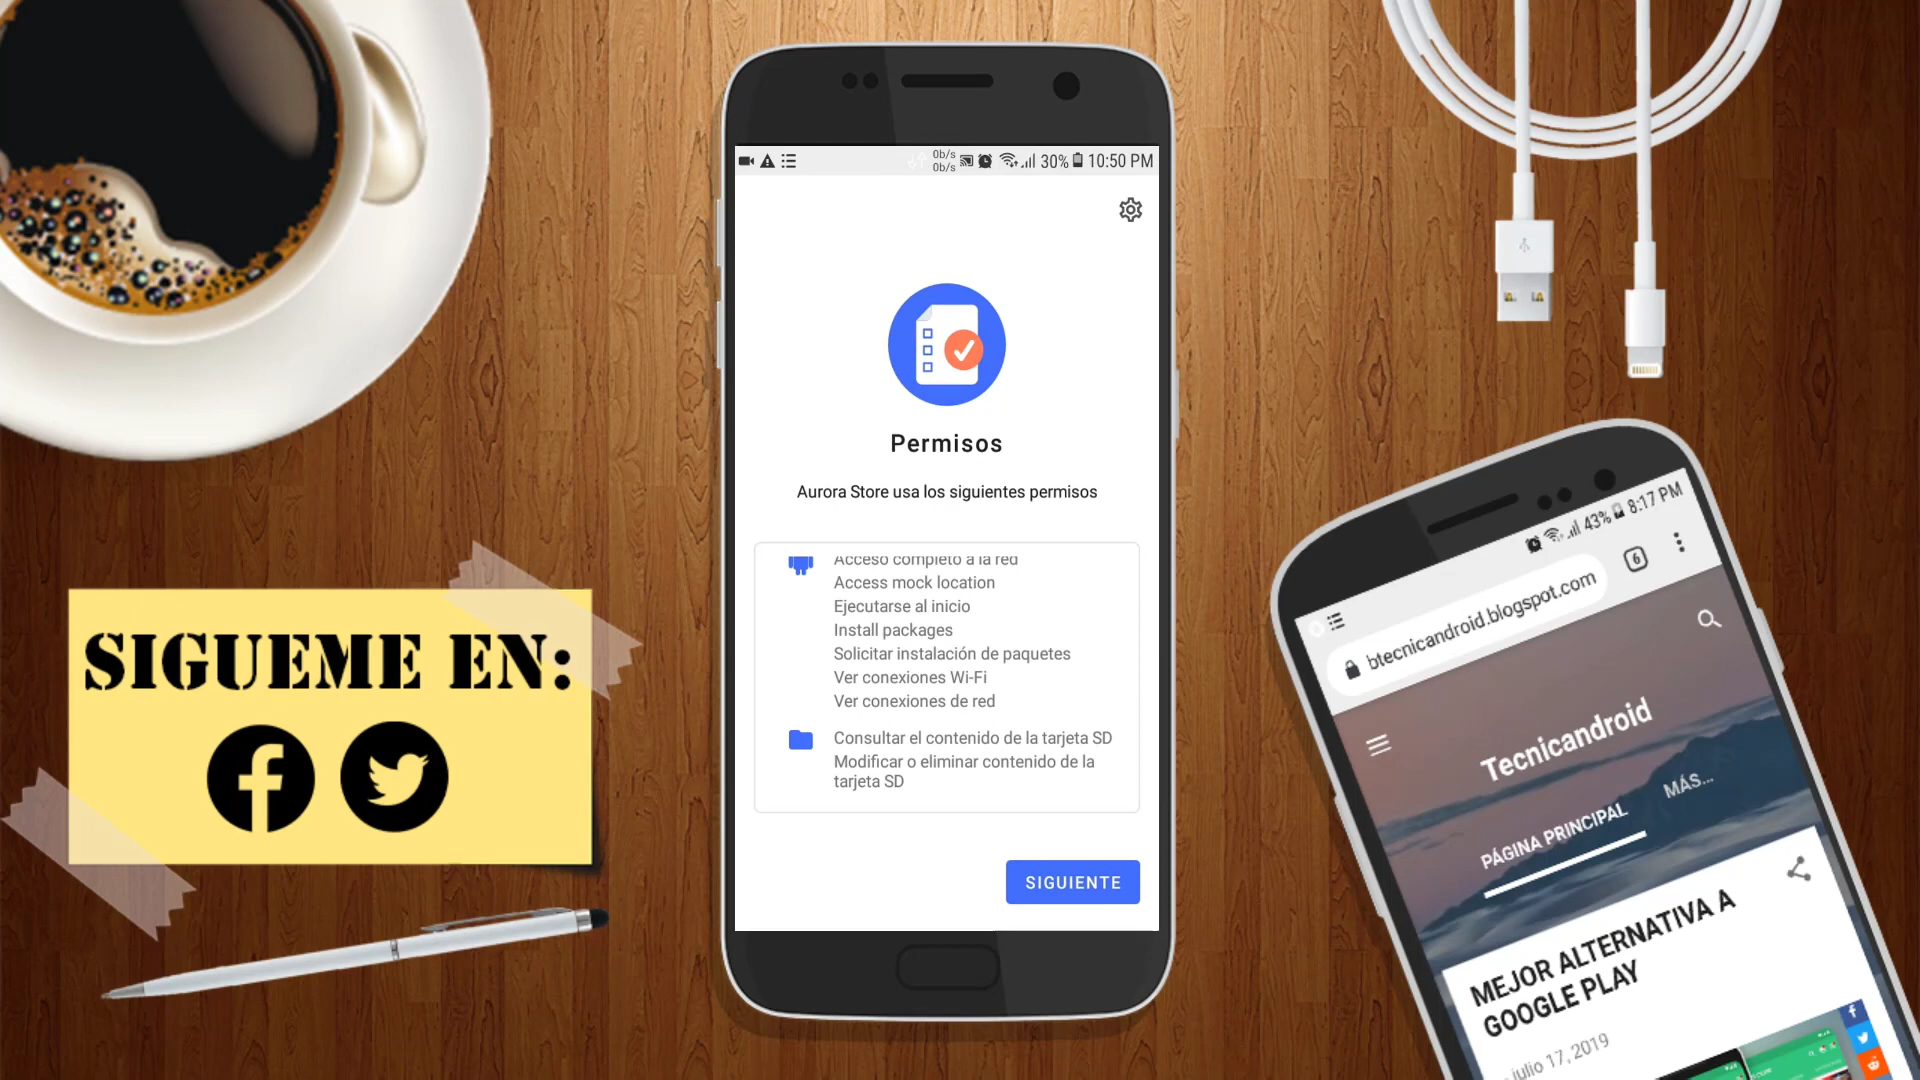 0b/s
0b/s
30% 10:50 PM
Permisos
Aurora Store usa los siguientes permisos
Acceso completo a la red
Access mock location
Ejecutarse al inicio
Install packages
Solicitar instalación de paquetes
Ver conexiones Wi-Fi
Ver conexiones de red
Consultar el contenido de la tarjeta SD
Modificar o eliminar contenido de la
tarjeta SD
SIGUIENTE
SIGUEME EN:
43% 8:17 PM
btecnicandroid.blogspot.com
6
Tecnicandroid
PÁGINA PRINCIPAL
MÁS...
MEJOR ALTERNATIVA A
GOOGLE PLAY
julio 17, 2019